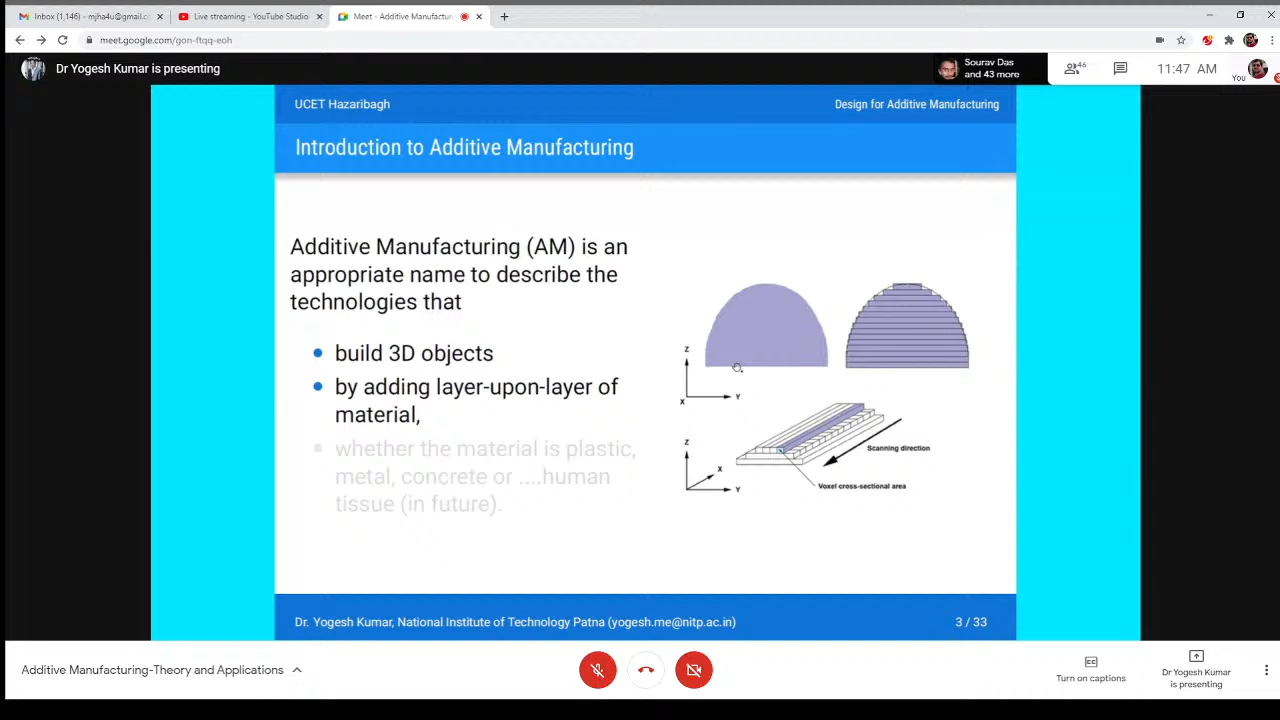 Inbox (1,146) - mjha4u@gmail.c
Live streaming - YouTube Studio
Meet - Additive Manufactur
meet.google.com/gon-ftqq-eoh
Dr Yogesh Kumar is presenting
Sourav Das
and 43 more
46
11:47 AM
You
UCET Hazaribagh
Design for Additive Manufacturing
Introduction to Additive Manufacturing
Additive Manufacturing (AM) is an
appropriate name to describe the
technologies that
build 3D objects
by adding layer-upon-layer of
material,
whether the material is plastic,
metal, concrete or ....human
tissue (in future).
Z
Y
X
Z
X
Y
Scanning direction
Voxel cross-sectional area
Dr. Yogesh Kumar, National Institute of Technology Patna (yogesh.me@nitp.ac.in)
3 / 33
Additive Manufacturing-Theory and Applications
CC
Turn on captions
Dr Yogesh Kumar
is presenting